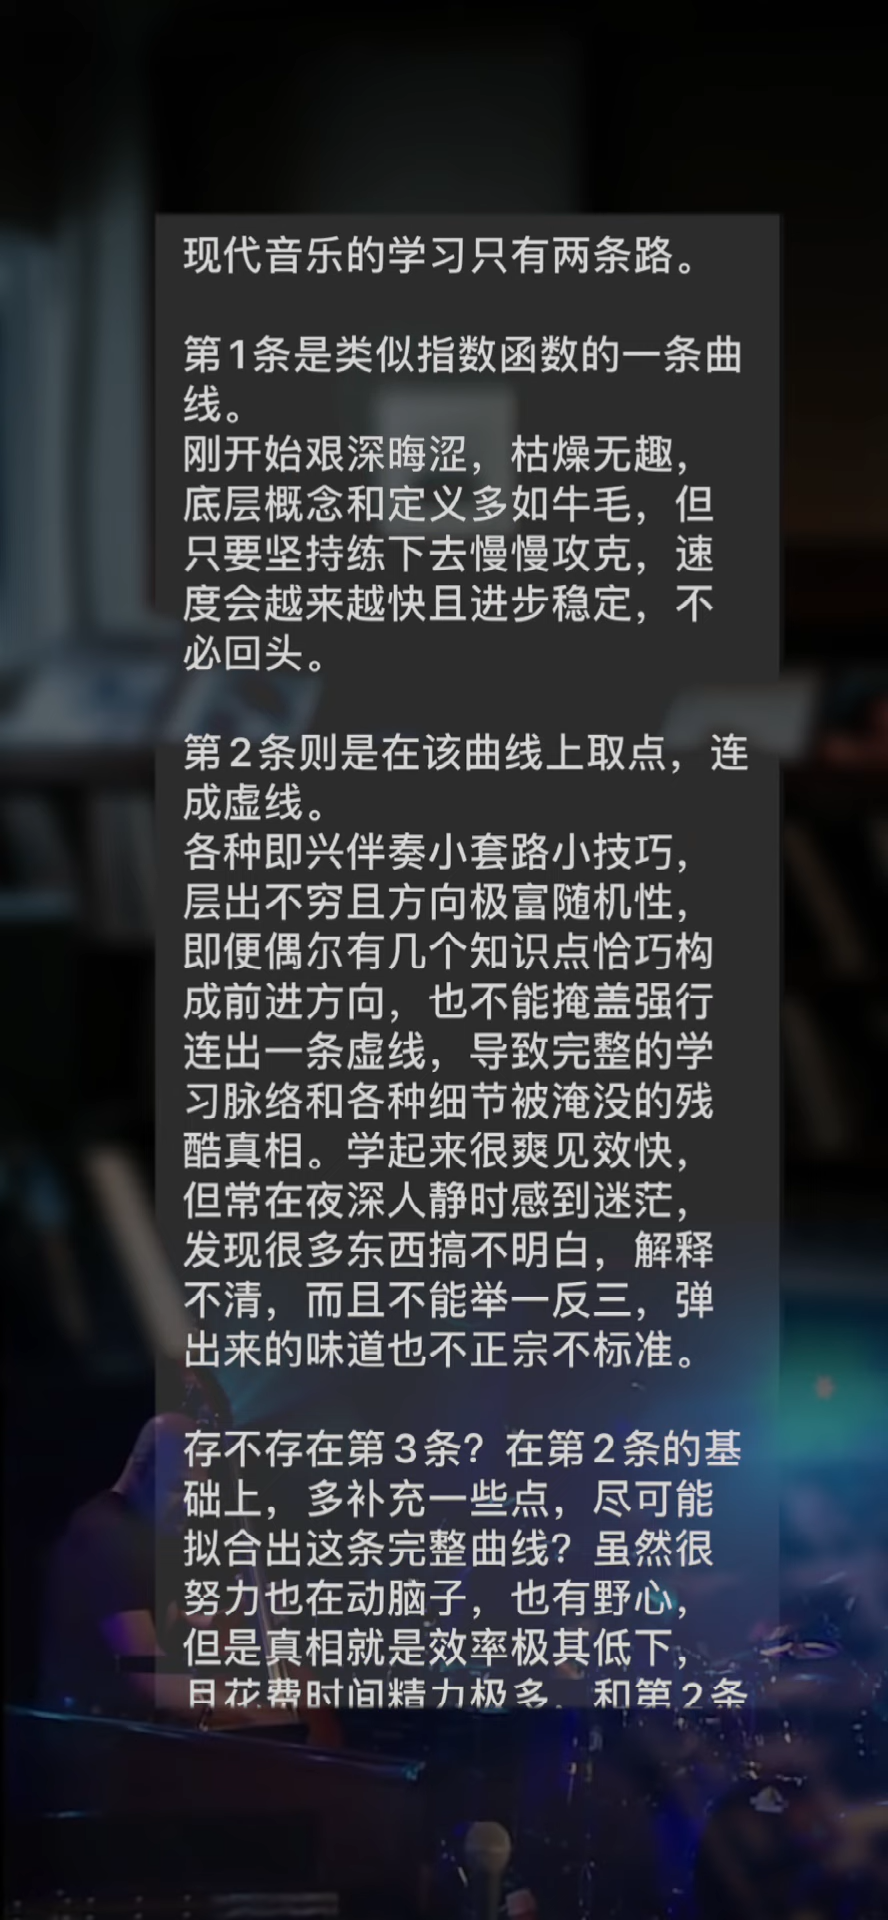 现代音乐的学习只有两条路。
第1条是类似指数函数的一条曲
线。
刚开始艰深晦涩，枯燥无趣，
底层概念和定义多如牛毛，但
只要坚持练下去慢慢攻克，速
度会越来越快且进步稳定，不
必回头。
第2条则是在该曲线上取点，连
成虚线。
各种即兴伴奏小套路小技巧，
层出不穷且方向极富随机性，
即便偶尔有几个知识点恰巧构
成前进方向，也不能掩盖强行
连出一条虚线，导致完整的学
习脉络和各种细节被淹没的残
酷真相。学起来很爽见效快，
但常在夜深人静时感到迷茫，
发现很多东西搞不明白，解释
不清，而且不能举一反三，弹
出来的味道也不正宗不标准。
存不存在第3条？在第2条的基
础上，多补充一些点，尽可能
拟合出这条完整曲线？虽然很
努力也在动脑子，也有野心，
但是真相就是效率极其低下，
且花费时间精力极多，和第2条